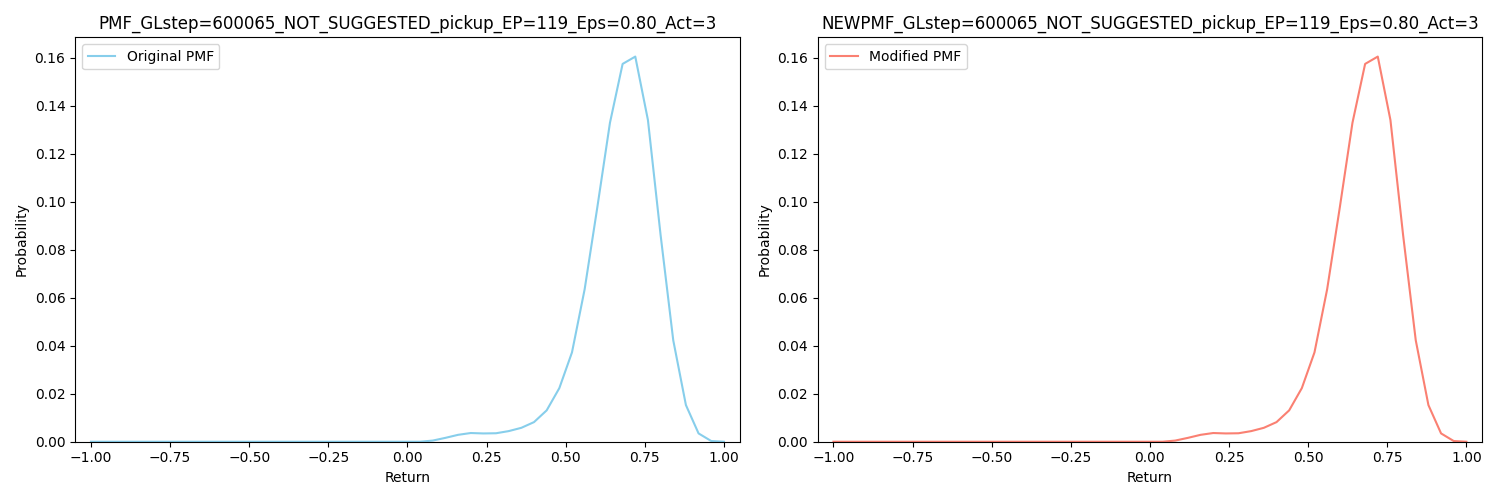 PMF_GLstep=600065_NOT_SUGGESTED_pickup_EP=119_Eps=0.80_Act=3
Original PMF
0.16
0.14
0.12
0.10
0.08
0.06
0.04
0.02
0.00
Probability
−1.00 −0.75 −0.50 −0.25 0.00 0.25 0.50 0.75 1.00
Return
NEWPMF_GLstep=600065_NOT_SUGGESTED_pickup_EP=119_Eps=0.80_Act=3
Modified PMF
0.16
0.14
0.12
0.10
0.08
0.06
0.04
0.02
0.00
Probability
−1.00 −0.75 −0.50 −0.25 0.00 0.25 0.50 0.75 1.00
Return